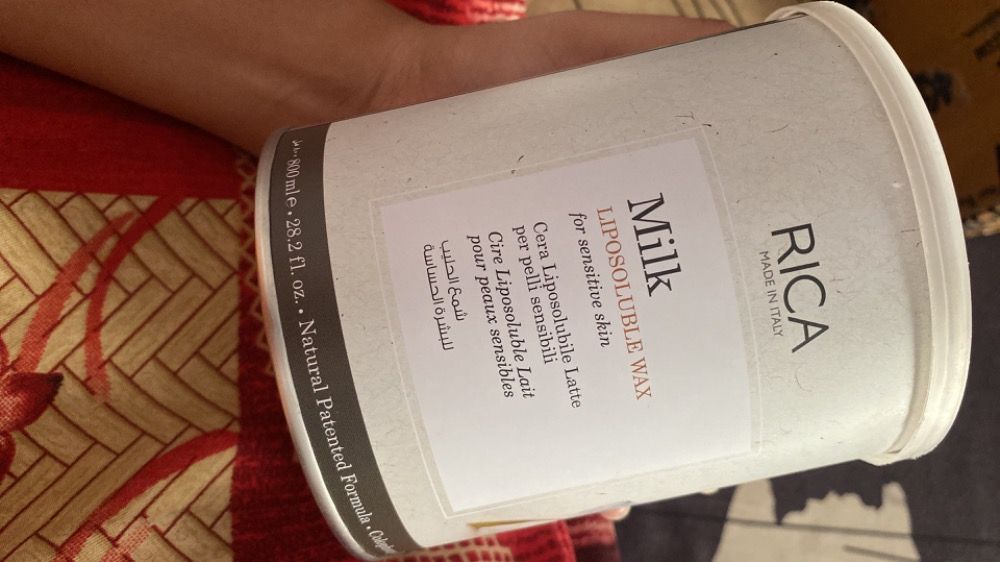 RICA
MADE IN ITALY
Milk
LIPOSOLUBLE WAX
for sensitive skin
Cera Liposolubile Latte
per pelli sensibili
Cire Liposoluble Lait
pour peaux sensibles
شمع الحليب
للبشرة الحساسة
800 ml e • 28.2 fl. oz. • Natural Patented Formula •